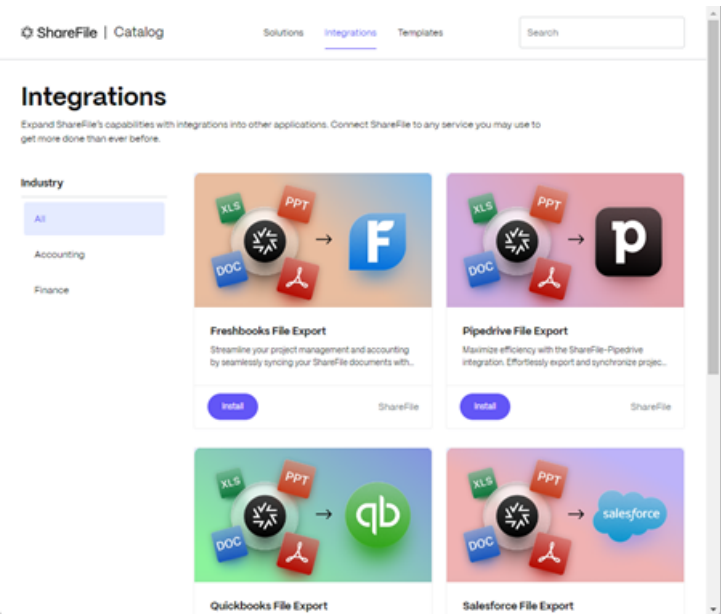 ShareFile | Catalog
Solutions
Integrations
Templates
Search
Integrations
Expand ShareFile's capabilities with integrations into other applications. Connect ShareFile to any service you may use to
get more done than ever before.
Industry
All
Accounting
Finance
XLS
PPT
DOC
F
Freshbooks File Export
Streamline your project management and accounting
by seamlessly syncing your ShareFile documents with...
Install
ShareFile
XLS
PPT
DOC
p
Pipedrive File Export
Maximize efficiency with the ShareFile-Pipedrive
integration. Effortlessly export and synchronize projec...
Install
ShareFile
XLS
PPT
DOC
qb
Quickbooks File Export
XLS
PPT
DOC
salesforce
Salesforce File Export